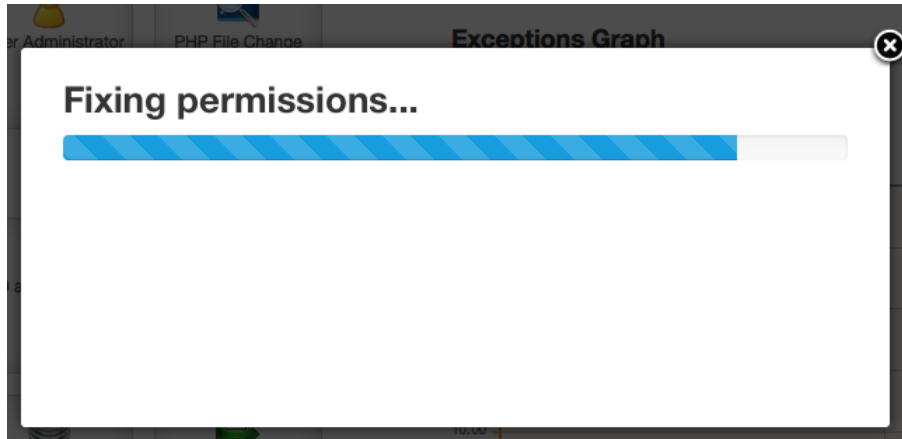 er Administrator
PHP File Change
Exceptions Graph
Fixing permissions...
a
10.00